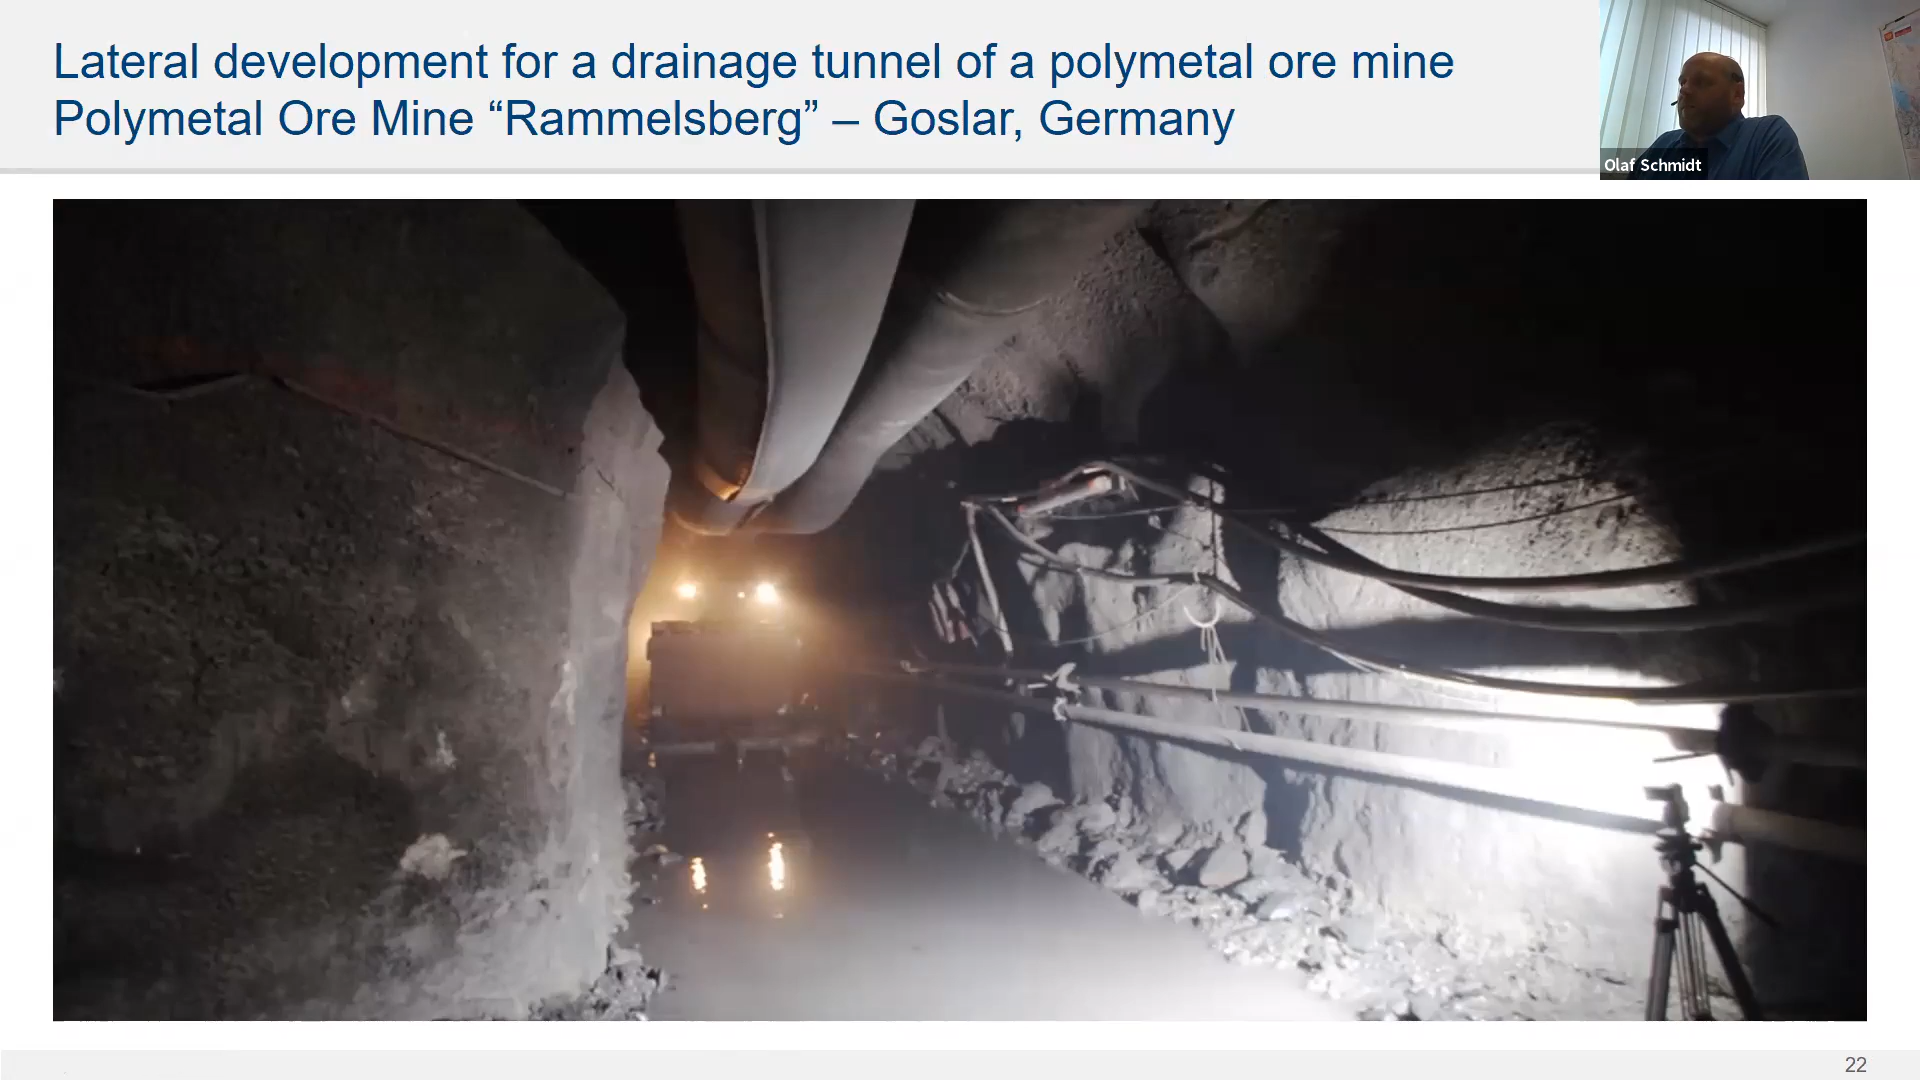 Lateral development for a drainage tunnel of a polymetal ore mine
Polymetal Ore Mine “Rammelsberg” – Goslar, Germany
Olaf Schmidt
22